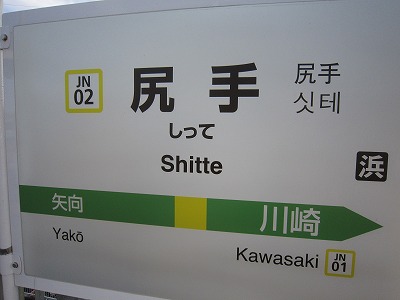 JN
02
尻手
尻手
싯테
しって
Shitte
浜
矢向
川崎
Yakō
Kawasaki
JN
01